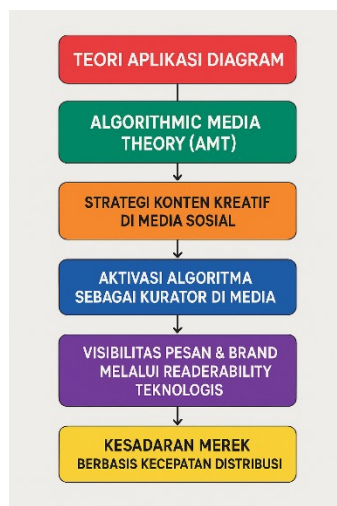 TEORI APLIKASI DIAGRAM
ALGORITHMIC MEDIA
THEORY (AMT)
STRATEGI KONTEN KREATIF
DI MEDIA SOSIAL
AKTIVASI ALGORITMA
SEBAGAI KURATOR DI MEDIA
VISIBILITAS PESAN & BRAND
MELALUI READERABILITY
TEKNOLOGIS
KESADARAN MEREK
BERBASIS KECEPATAN DISTRIBUSI